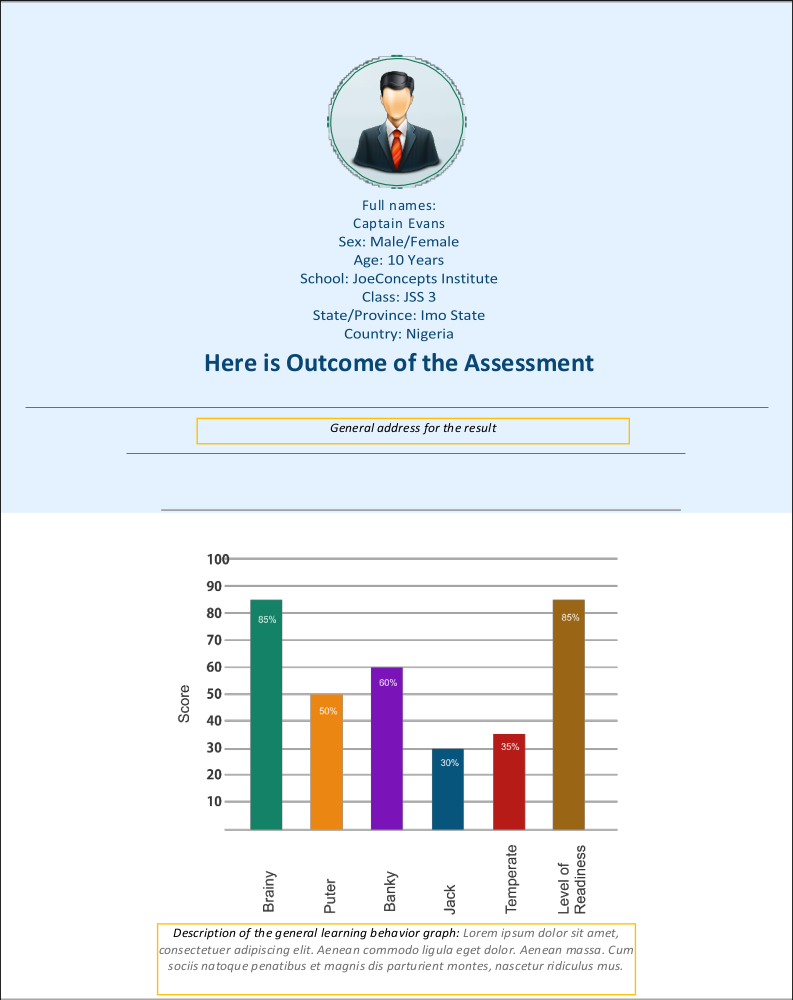 Full names:
Captain Evans
Sex: Male/Female
Age: 10 Years
School: JoeConcepts Institute
Class: JSS 3
State/Province: Imo State
Country: Nigeria
Here is Outcome of the Assessment
General address for the result
100
90
80
70
60
50
40
30
20
10
Score
85%
50%
60%
30%
35%
85%
Brainy
Puter
Banky
Jack
Temperate
Level of
Readiness
Description of the general learning behavior graph: Lorem ipsum dolor sit amet,
consectetuer adipiscing elit. Aenean commodo ligula eget dolor. Aenean massa. Cum
sociis natoque penatibus et magnis dis parturient montes, nascetur ridiculus mus.